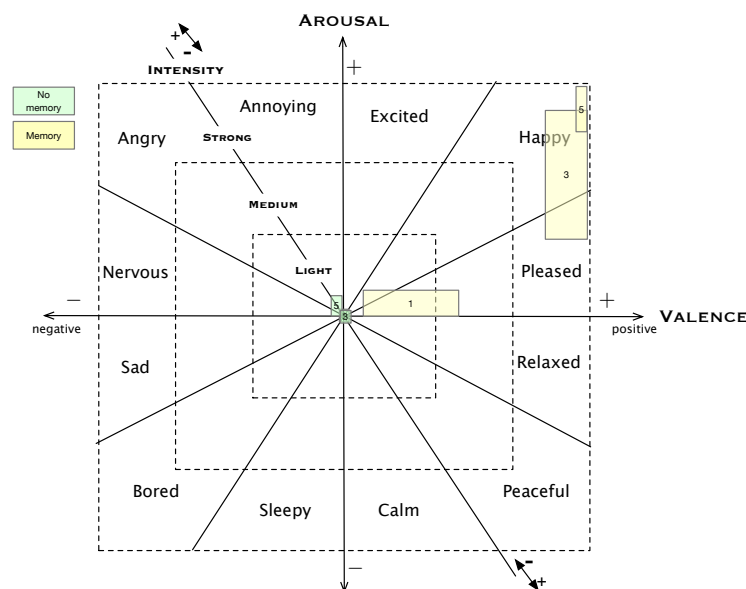 AROUSAL
+
-
+
INTENSITY
No
memory
Memory
Annoying
Excited
Angry
STRONG
Happy
5
3
MEDIUM
Nervous
LIGHT
Pleased
5
1
3
−
+
negative
positive
VALENCE
Sad
Relaxed
Bored
Peaceful
Sleepy
Calm
−
-
+